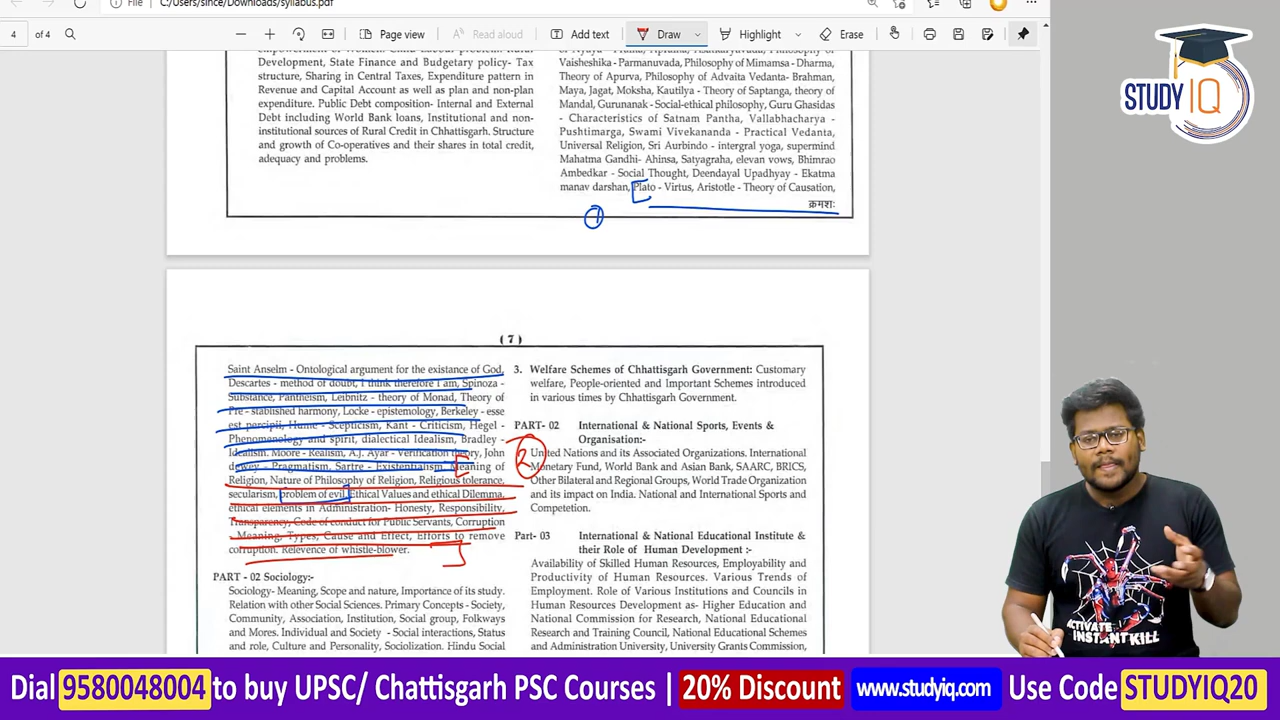 File
C:/Users/since/Downloads/syllabus.pdf
4 of 4
Page view
Read aloud
Add text
Draw
Highlight
Erase
Development, State Finance and Budgetary policy- Tax
structure, Sharing in Central Taxes, Expenditure pattern in
Revenue and Capital Account as well as plan and non-plan
expenditure. Public Debt composition- Internal and External
Debt including World Bank loans, Institutional and non-
institutional sources of Rural Credit in Chhattisgarh. Structure
and growth of Co-operatives and their shares in total credit,
adequacy and problems.
Vaisheshika - Parmanuvada, Philosophy of Mimamsa - Dharma,
Theory of Apurva, Philosophy of Advaita Vedanta- Brahman,
Maya, Jagat, Moksha, Kautilya - Theory of Saptanga, theory of
Mandal, Gurunanak - Social-ethical philosophy, Guru Ghasidas
- Characteristics of Satnam Pantha, Vallabhacharya -
Pushtimarga, Swami Vivekananda - Practical Vedanta,
Universal Religion, Sri Aurbindo - intergral yoga, supermind
Mahatma Gandhi- Ahinsa, Satyagraha, elevan vows, Bhimrao
Ambedkar - Social Thought, Deendayal Upadhyay - Ekatma
manav darshan, Plato - Virtus, Aristotle - Theory of Causation,
क्रमशः
1
( 7 )
Saint Anselm - Ontological argument for the existance of God,
Descartes - method of doubt, I think therefore I am, Spinoza -
Substance, Pantheism, Leibnitz - theory of Monad, Theory of
Pre - stablished harmony, Locke - epistemology, Berkeley - esse
est percipii, Hume - Scepticism, Kant - Criticism, Hegel -
Phenomenology and spirit, dialectical Idealism, Bradley -
Idealism. Moore - Realism, A.J. Ayar - Verification theory, John
dewey - Pragmatism, Sartre - Existentialism, Meaning of
Religion, Nature of Philosophy of Religion, Religious tolerance,
secularism, problem of evil, Ethical Values and ethical Dilemma,
ethical elements in Administration- Honesty, Responsibility,
Transparency, Code of conduct for Public Servants, Corruption
- Meaning, Types, Cause and Effect, Efforts to remove
corruption. Relevence of whistle-blower.
PART - 02 Sociology:-
Sociology- Meaning, Scope and nature, Importance of its study.
Relation with other Social Sciences. Primary Concepts - Society,
Community, Association, Institution, Social group, Folkways
and Mores. Individual and Society - Social interactions, Status
and role, Culture and Personality, Sociolization. Hindu Social
3. Welfare Schemes of Chhattisgarh Government: Customary
welfare, People-oriented and Important Schemes introduced
in various times by Chhattisgarh Government.
PART- 02 International & National Sports, Events &
Organisation:-
2
United Nations and its Associated Organizations. International
Monetary Fund, World Bank and Asian Bank, SAARC, BRICS,
Other Bilateral and Regional Groups, World Trade Organization
and its impact on India. National and International Sports and
Competetion.
Part- 03 International & National Educational Institute &
their Role of Human Development :-
Availability of Skilled Human Resources, Employability and
Productivity of Human Resources. Various Trends of
Employment. Role of Various Institutions and Councils in
Human Resources Development as- Higher Education and
National Commission for Research, National Educational
Research and Training Council, National Educational Schemes
and Administration University, University Grants Commission,
STUDY IQ
ACTIVATE
INSTANT KILL
Dial 9580048004 to buy UPSC/ Chattisgarh PSC Courses | 20% Discount www.studyiq.com Use Code STUDYIQ20